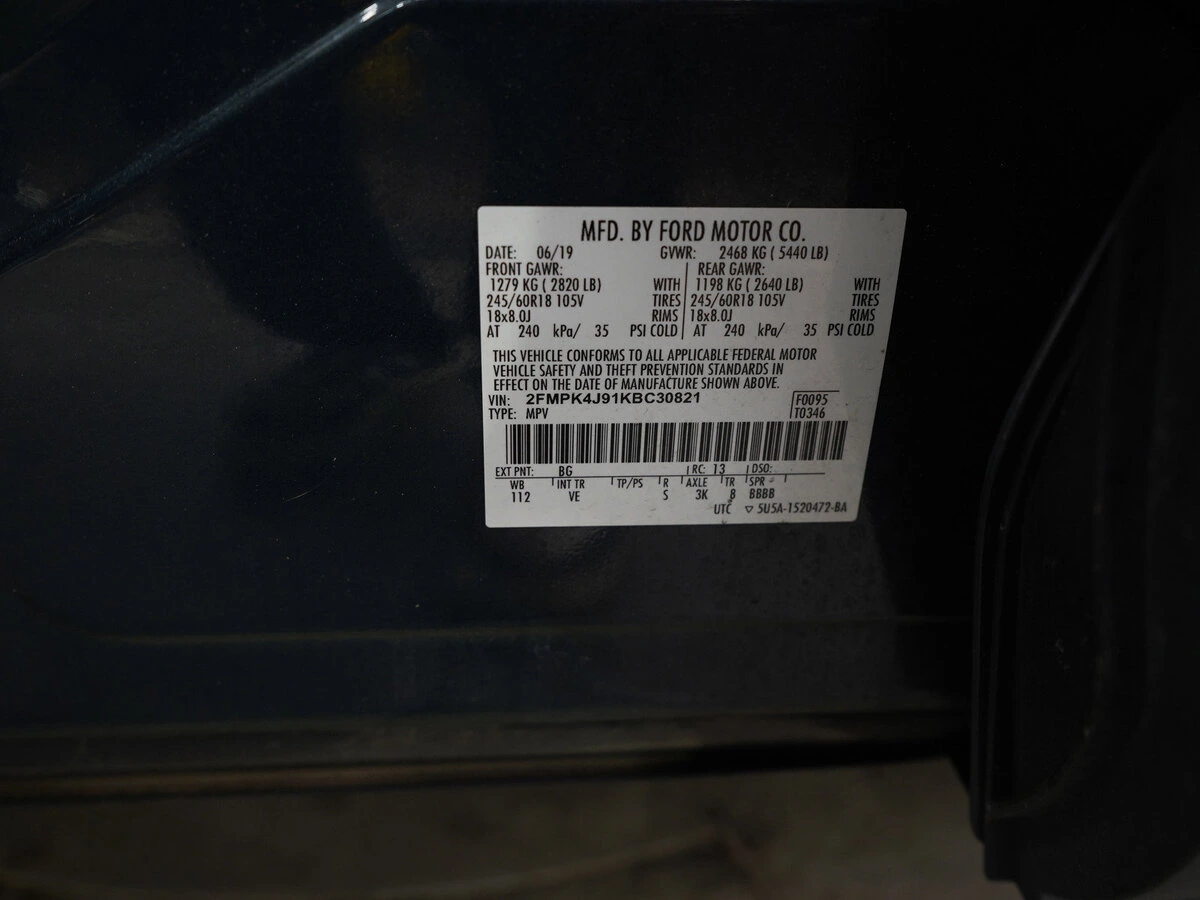 MFD. BY FORD MOTOR CO.
DATE: 06/19 GVWR: 2468 KG ( 5440 LB)
FRONT GAWR: REAR GAWR:
1279 KG ( 2820 LB) WITH 1198 KG ( 2640 LB) WITH
245/60R18 105V TIRES 245/60R18 105V TIRES
18x8.0J RIMS 18x8.0J RIMS
AT 240 kPa/ 35 PSI COLD AT 240 kPa/ 35 PSI COLD
THIS VEHICLE CONFORMS TO ALL APPLICABLE FEDERAL MOTOR
VEHICLE SAFETY AND THEFT PREVENTION STANDARDS IN
EFFECT ON THE DATE OF MANUFACTURE SHOWN ABOVE.
VIN: 2FMPK4J91KBC30821 F0095
TYPE: MPV T0346
EXT PNT: BG RC: 13 DSO:
WB INT TR TP/PS R AXLE TR SPR
112 VE S 3K 8 BBBB
UTC ▽ 5U5A-1520472-BA